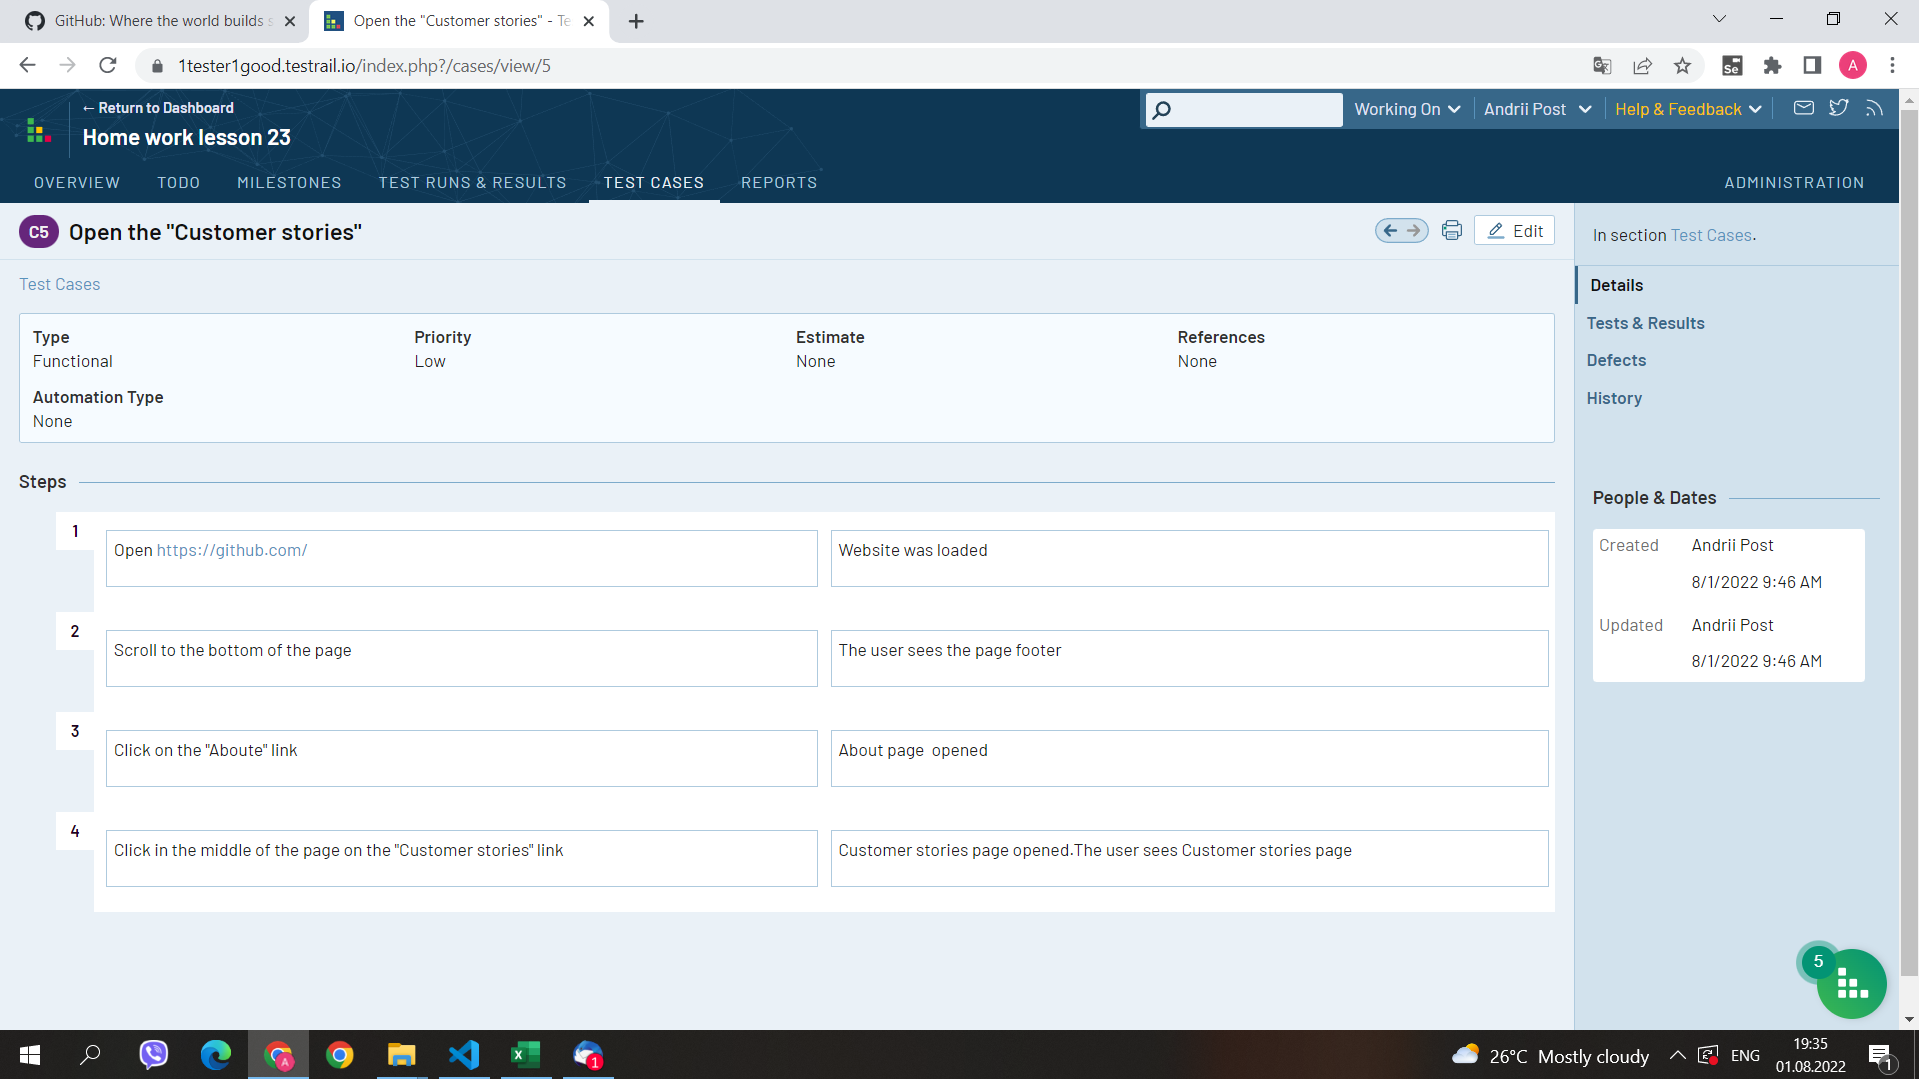 GitHub: Where the world builds s
Open the "Customer stories" - Te
1tester1good.testrail.io/index.php?/cases/view/5
Se
A
← Return to Dashboard
Home work lesson 23
Working On
Andrii Post
Help & Feedback
OVERVIEW
TODO
MILESTONES
TEST RUNS & RESULTS
TEST CASES
REPORTS
ADMINISTRATION
C5
Open the "Customer stories"
Edit
In section Test Cases.
Test Cases
Details
Tests & Results
Defects
History
Type
Functional
Priority
Low
Estimate
None
References
None
Automation Type
None
Steps
1
Open https://github.com/
Website was loaded
2
Scroll to the bottom of the page
The user sees the page footer
3
Click on the "Aboute" link
About page  opened
4
Click in the middle of the page on the "Customer stories" link
Customer stories page opened.The user sees Customer stories page
People & Dates
Created
Andrii Post
8/1/2022 9:46 AM
Updated
Andrii Post
8/1/2022 9:46 AM
5
A
1
26°C Mostly cloudy
ENG
19:35
01.08.2022
1